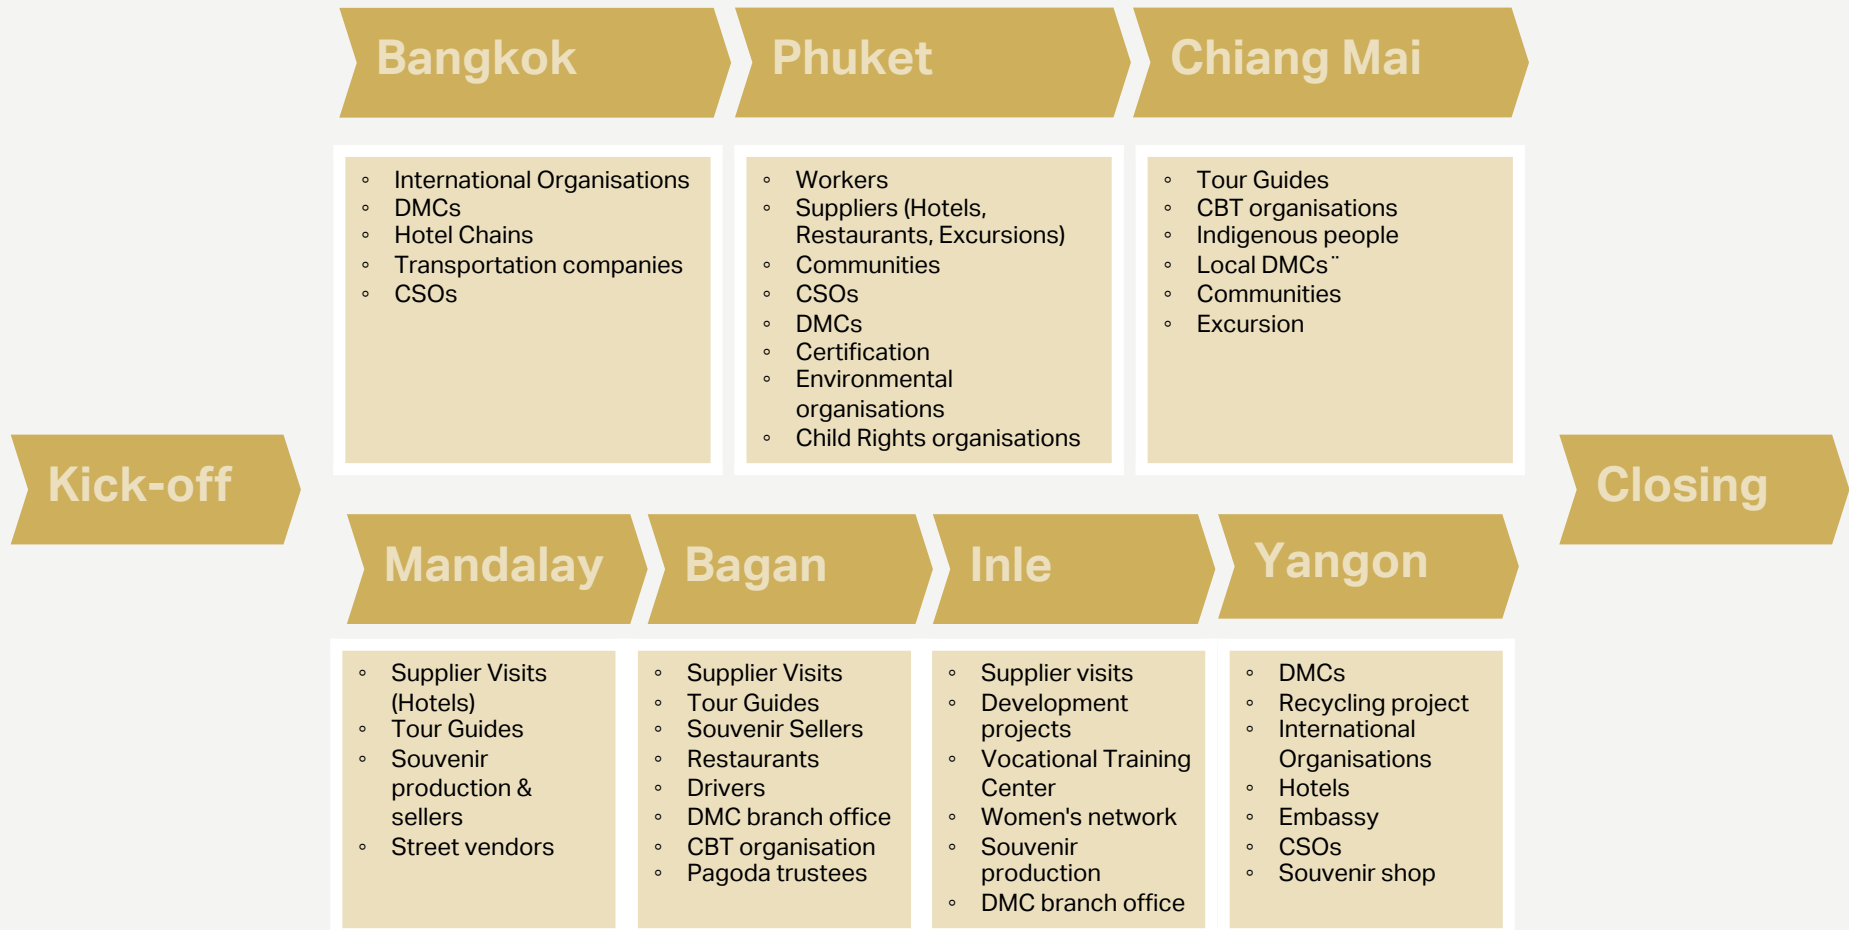 Bangkok
◦ International Organisations
◦ DMCs
◦ Hotel Chains
◦ Transportation companies
◦ CSOs
Phuket
◦ Workers
◦ Suppliers (Hotels,
Restaurants, Excursions)
◦ Communities
◦ CSOs
◦ DMCs
◦ Certification
◦ Environmental
organisations
◦ Child Rights organisations
Chiang Mai
◦ Tour Guides
◦ CBT organisations
◦ Indigenous people
◦ Local DMCs¨
◦ Communities
◦ Excursion
Kick-off
Closing
Mandalay
◦ Supplier Visits
(Hotels)
◦ Tour Guides
◦ Souvenir
production &
sellers
◦ Street vendors
Bagan
◦ Supplier Visits
◦ Tour Guides
◦ Souvenir Sellers
◦ Restaurants
◦ Drivers
◦ DMC branch office
◦ CBT organisation
◦ Pagoda trustees
Inle
◦ Supplier visits
◦ Development
projects
◦ Vocational Training
Center
◦ Women's network
◦ Souvenir
production
◦ DMC branch office
Yangon
◦ DMCs
◦ Recycling project
◦ International
Organisations
◦ Hotels
◦ Embassy
◦ CSOs
◦ Souvenir shop